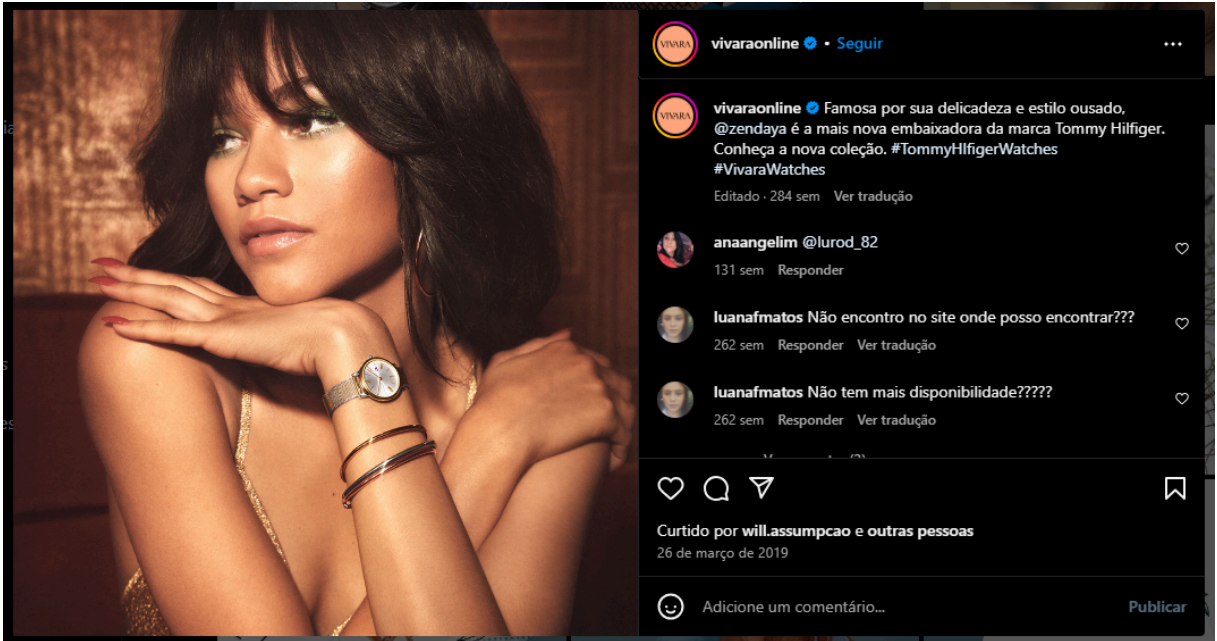 VIVARA
vivaraonline • Seguir
VIVARA
vivaraonline Famosa por sua delicadeza e estilo ousado,
@zendaya é a mais nova embaixadora da marca Tommy Hilfiger.
Conheça a nova coleção. #TommyHIfigerWatches
#VivaraWatches
Editado · 284 sem Ver tradução
anaangelim @lurod_82
131 sem Responder
luanafmatos Não encontro no site onde posso encontrar???
262 sem Responder Ver tradução
luanafmatos Não tem mais disponibilidade?????
262 sem Responder Ver tradução
Curtido por will.assumpcao e outras pessoas
26 de março de 2019
Adicione um comentário...
Publicar